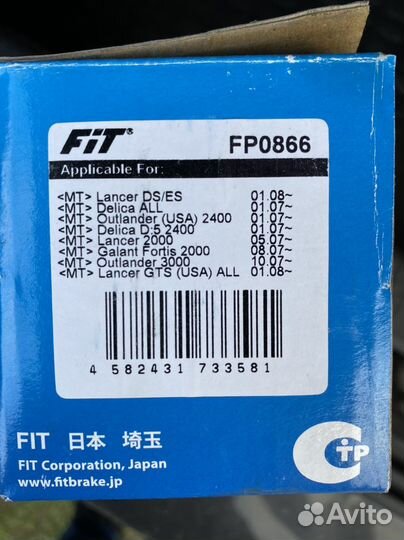 FiT® FP0866
Applicable For:
<MT> Lancer DS/ES 01.08~
<MT> Delica ALL 01.07~
<MT> Outlander (USA) 2400 01.07~
<MT> Delica D:5 2400 01.07~
<MT> Lancer 2000 05.07~
<MT> Galant Fortis 2000 08.07~
<MT> Outlander 3000 10.07~
<MT> Lancer GTS (USA) ALL 01.08~
4 582431 733581
FIT 日本 埼玉
FIT Corporation, Japan
www.fitbrake.jp
CTP
Avito